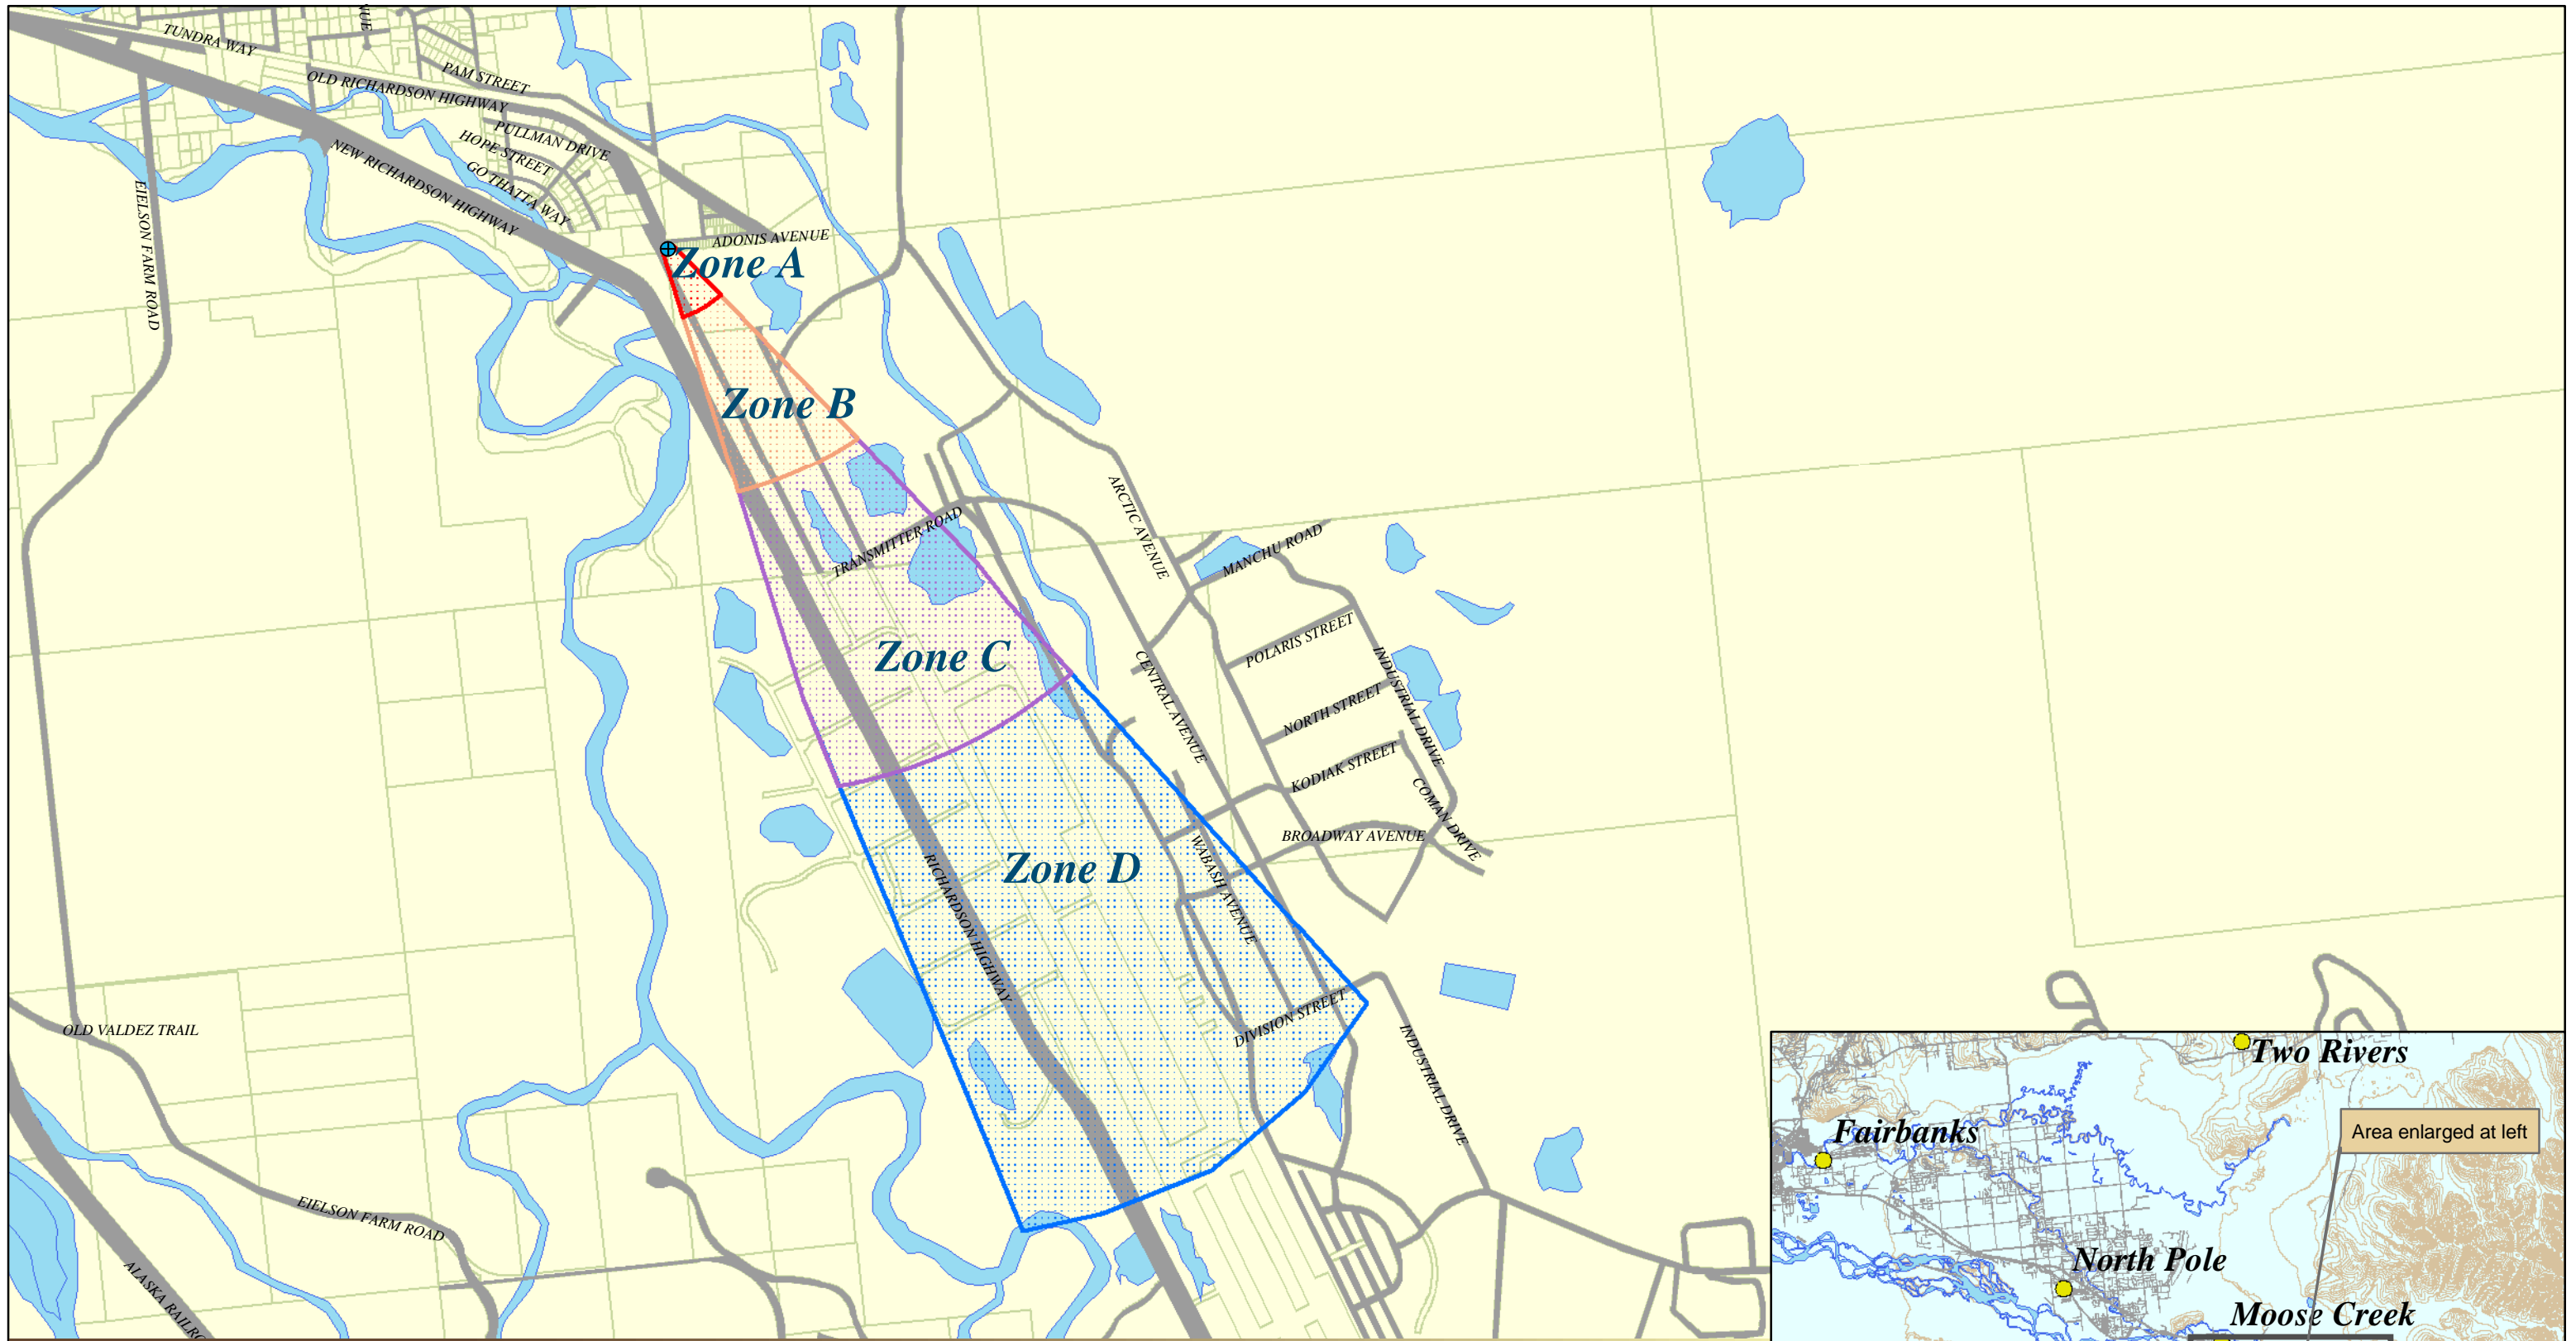 TUNDRA WAY
PAM STREET
OLD RICHARDSON HIGHWAY
PULLMAN DRIVE
HOPE STREET
GO THATTA WAY
NEW RICHARDSON HIGHWAY
EIELSON FARM ROAD
ADONIS AVENUE
Zone A
Zone B
TRANSMITTER ROAD
ARCTIC AVENUE
MANCHU ROAD
POLARIS STREET
Zone C
CENTRAL AVENUE
INDUSTRIAL DRIVE
NORTH STREET
KODIAK STREET
COMAN DRIVE
BROADWAY AVENUE
WABASH AVENUE
Zone D
RICHARDSON HIGHWAY
DIVISION STREET
INDUSTRIAL DRIVE
OLD VALDEZ TRAIL
EIELSON FARM ROAD
ALASKA RAILRO
Two Rivers
Fairbanks
Area enlarged at left
North Pole
Moose Creek